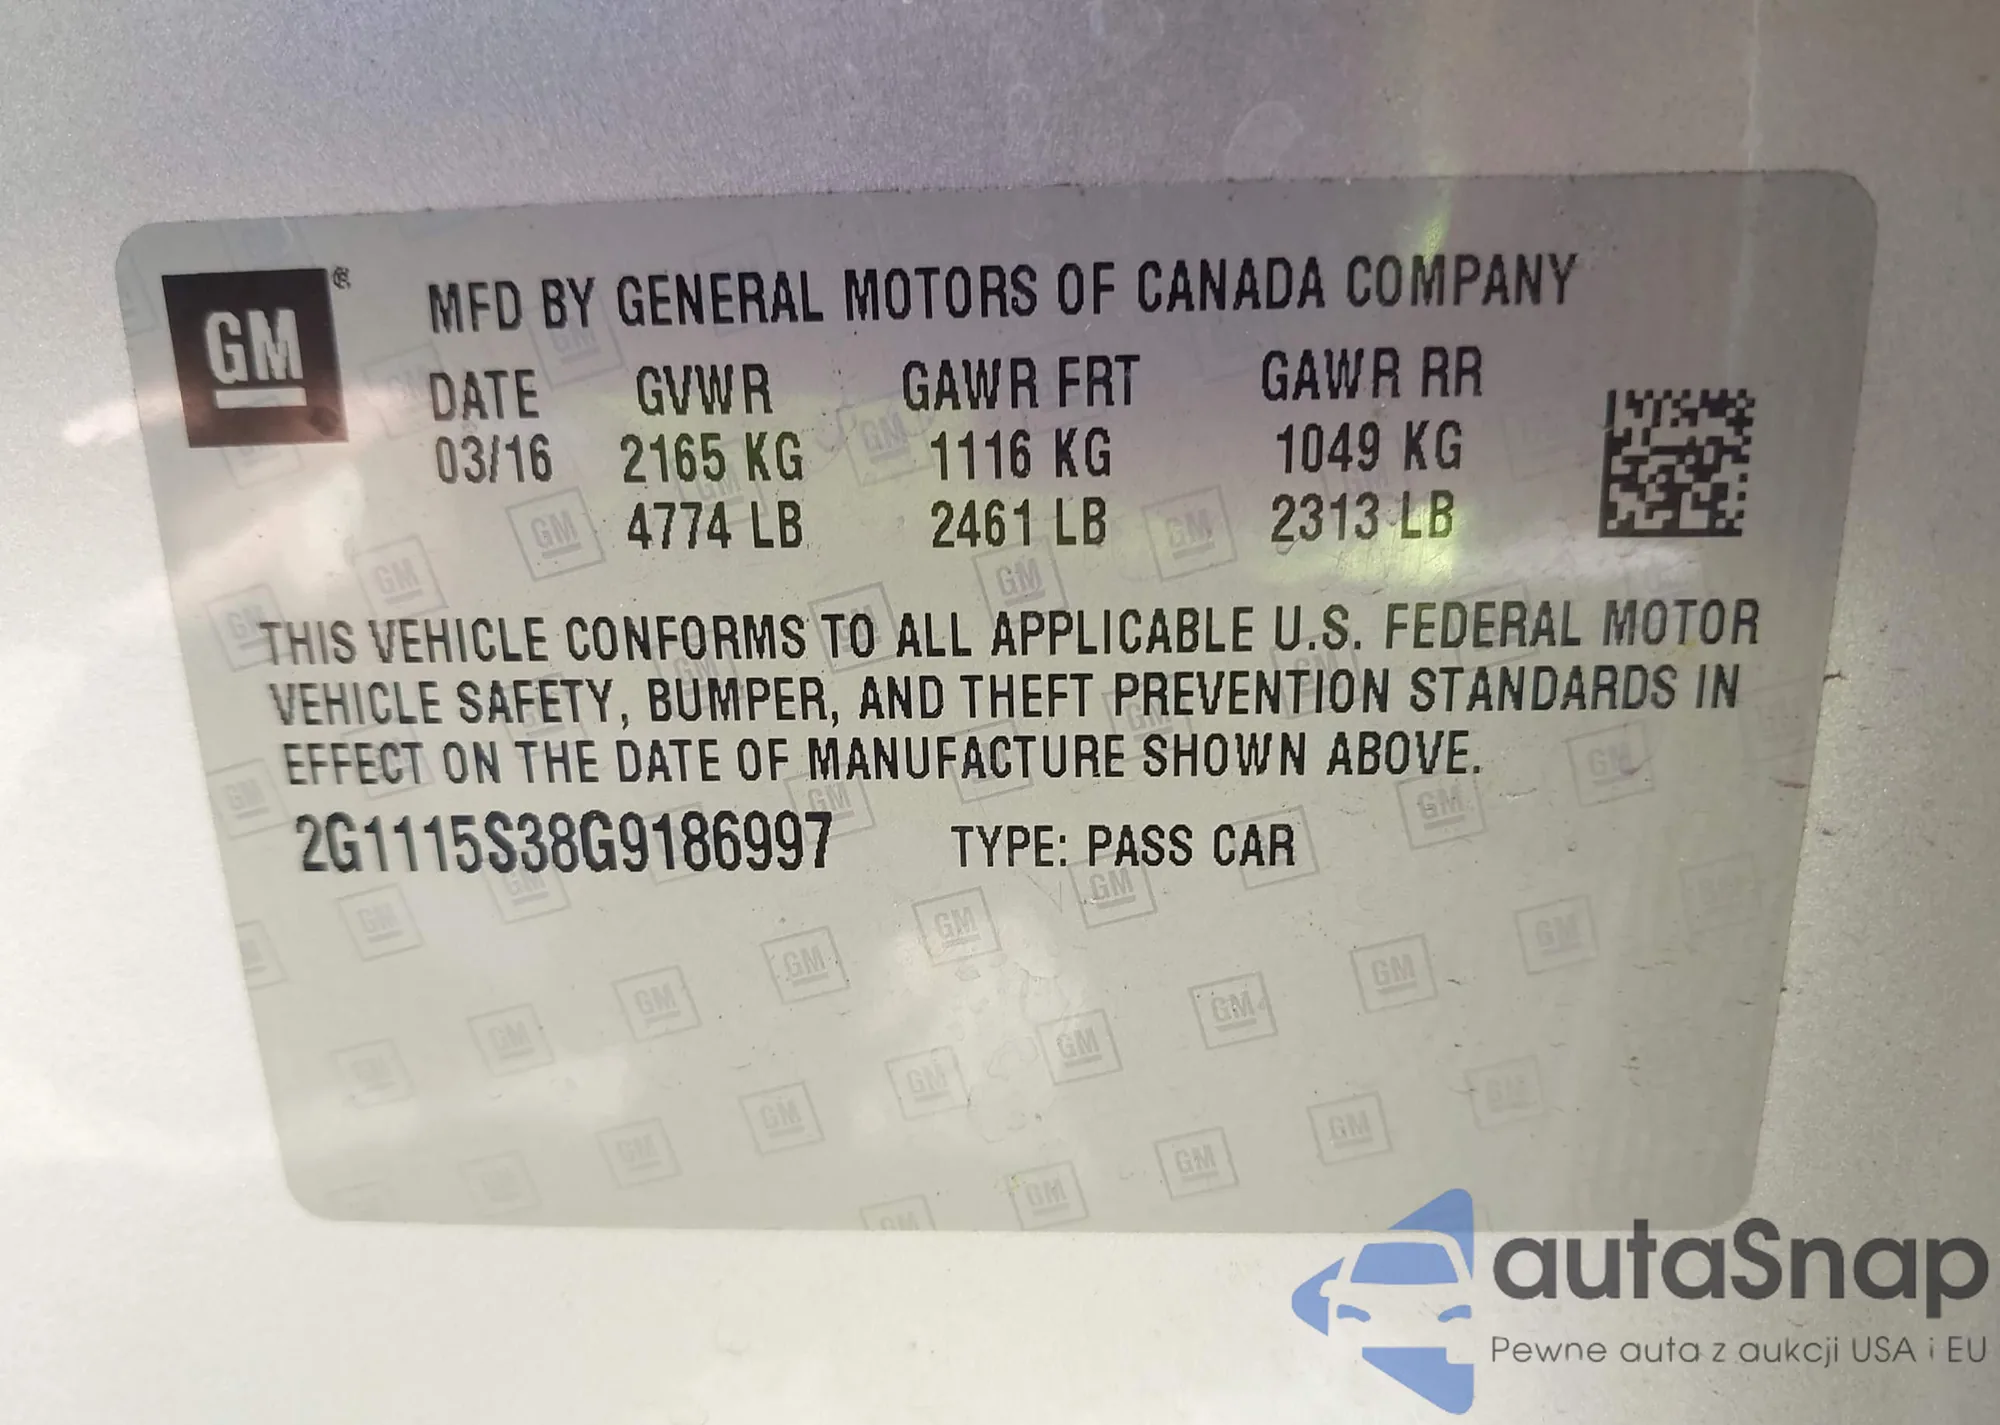 GM ®
MFD BY GENERAL MOTORS OF CANADA COMPANY
DATE GVWR GAWR FRT GAWR RR
03/16 2165 KG 1116 KG 1049 KG
4774 LB 2461 LB 2313 LB
THIS VEHICLE CONFORMS TO ALL APPLICABLE U.S. FEDERAL MOTOR
VEHICLE SAFETY, BUMPER, AND THEFT PREVENTION STANDARDS IN
EFFECT ON THE DATE OF MANUFACTURE SHOWN ABOVE.
2G1115S38G9186997 TYPE: PASS CAR
autaSnap
Pewne auta z aukcji USA i EU